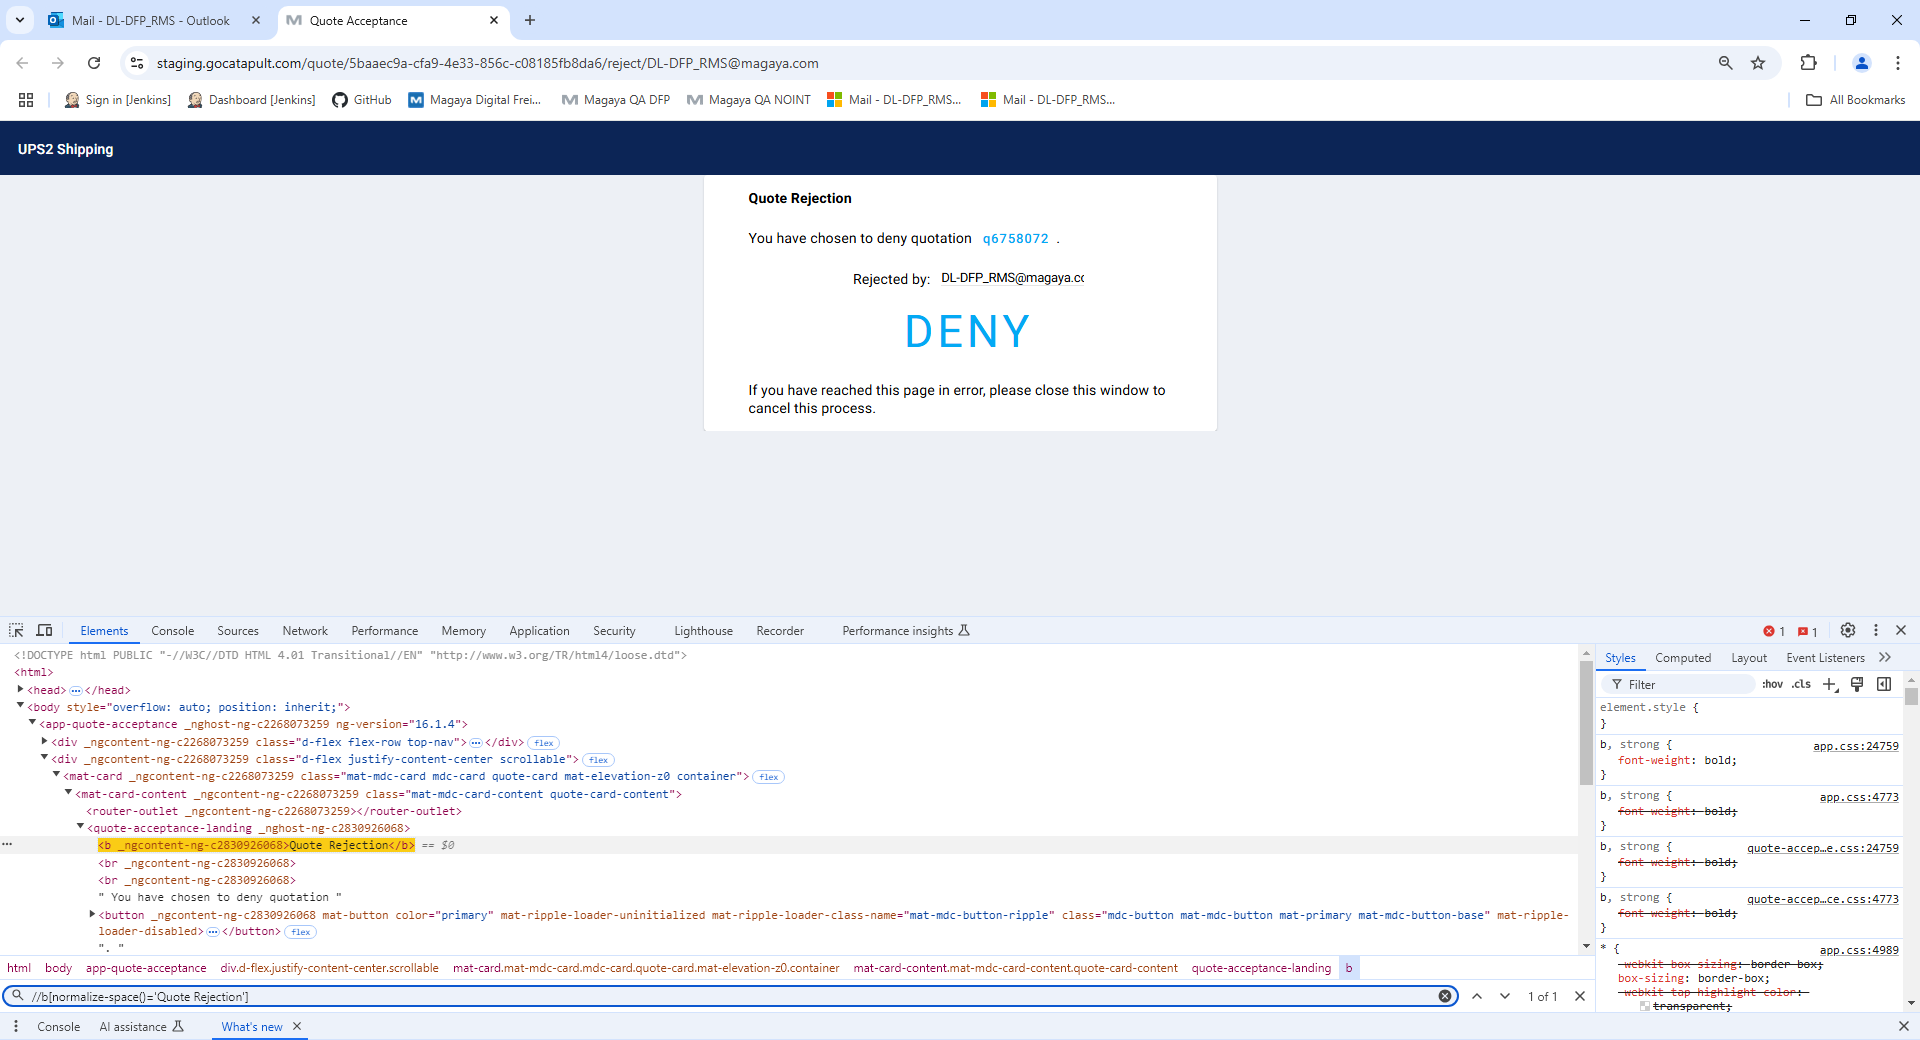 Mail - DL-DFP_RMS - Outlook
Quote Acceptance
staging.gocatapult.com/quote/5baaec9a-cfa9-4e33-856c-c08185fb8da6/reject/DL-DFP_RMS@magaya.com
Sign in [Jenkins]
Dashboard [Jenkins]
GitHub
Magaya Digital Frei...
Magaya QA DFP
Magaya QA NOINT
Mail - DL-DFP_RMS...
Mail - DL-DFP_RMS...
All Bookmarks
UPS2 Shipping
Quote Rejection
You have chosen to deny quotation q6758072 .
Rejected by: DL-DFP_RMS@magaya.co
DENY
If you have reached this page in error, please close this window to
cancel this process.
Elements Console Sources Network Performance Memory Application Security Lighthouse Recorder Performance insights 1 1
<!DOCTYPE html PUBLIC "-//W3C//DTD HTML 4.01 Transitional//EN" "http://www.w3.org/TR/html4/loose.dtd">
<html>
<head> ··· </head>
<body style="overflow: auto; position: inherit;">
<app-quote-acceptance _nghost-ng-c2268073259 ng-version="16.1.4">
<div _ngcontent-ng-c2268073259 class="d-flex flex-row top-nav"> ··· </div> flex
<div _ngcontent-ng-c2268073259 class="d-flex justify-content-center scrollable"> flex
<mat-card _ngcontent-ng-c2268073259 class="mat-mdc-card mdc-card quote-card mat-elevation-z0 container"> flex
<mat-card-content _ngcontent-ng-c2268073259 class="mat-mdc-card-content quote-card-content">
<router-outlet _ngcontent-ng-c2268073259></router-outlet>
<quote-acceptance-landing _nghost-ng-c2830926068>
··· <b _ngcontent-ng-c2830926068>Quote Rejection</b> == $0
<br _ngcontent-ng-c2830926068>
<br _ngcontent-ng-c2830926068>
" You have chosen to deny quotation "
<button _ngcontent-ng-c2830926068 mat-button color="primary" mat-ripple-loader-uninitialized mat-ripple-loader-class-name="mat-mdc-button-ripple" class="mdc-button mat-mdc-button mat-primary mat-mdc-button-base" mat-ripple-
loader-disabled> ··· </button> flex
". "
html body app-quote-acceptance div.d-flex.justify-content-center.scrollable mat-card.mat-mdc-card.mdc-card.quote-card.mat-elevation-z0.container mat-card-content.mat-mdc-card-content.quote-card-content quote-acceptance-landing b
//b[normalize-space()='Quote Rejection']
1 of 1
Styles Computed Layout Event Listeners
Filter :hov .cls
element.style {
}
b, strong { app.css:24759
font-weight: bold;
}
b, strong { app.css:4773
font-weight: bold;
}
b, strong { quote-accep…e.css:24759
font-weight: bold;
}
b, strong { quote-accep…ce.css:4773
font-weight: bold;
}
* { app.css:4989
-webkit-box-sizing: border-box;
box-sizing: border-box;
-webkit-tap-highlight-color:
transparent;
Console AI assistance What's new